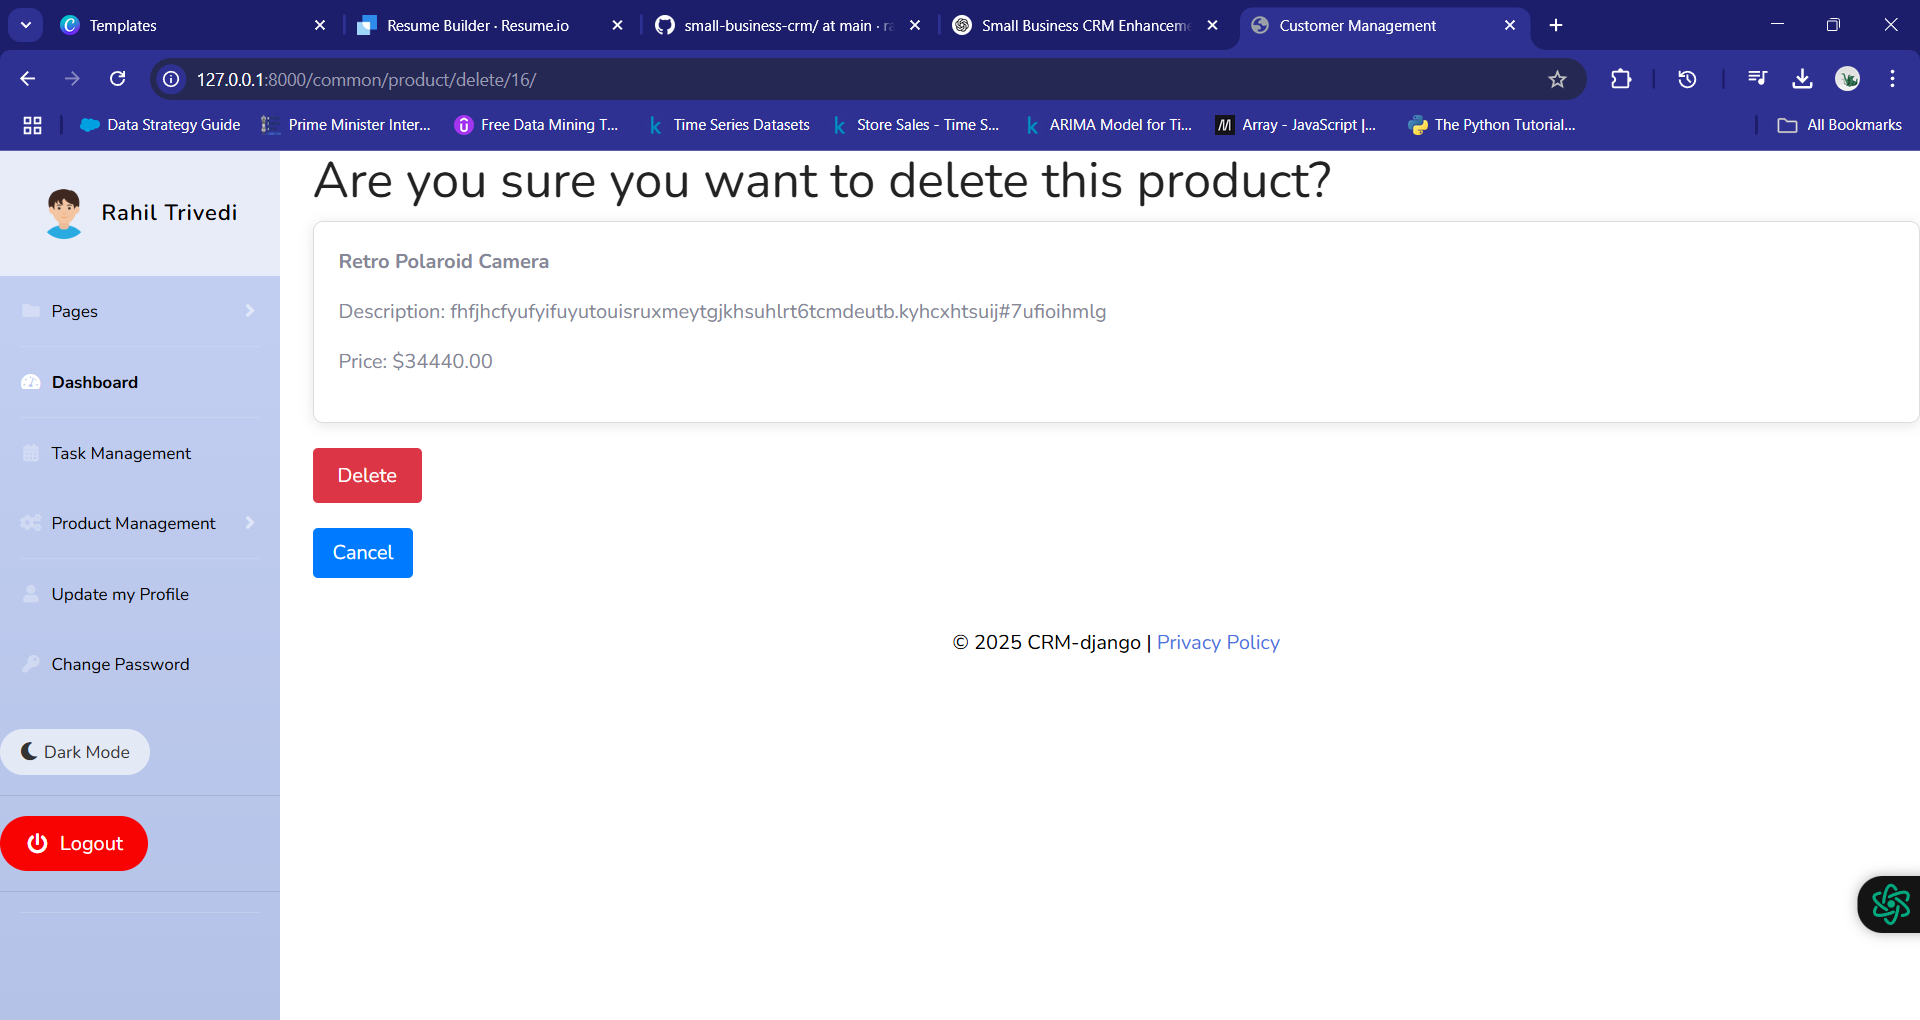 Templates
Resume Builder · Resume.io
small-business-crm/ at main · ra
Small Business CRM Enhanceme
Customer Management
127.0.0.1:8000/common/product/delete/16/
Data Strategy Guide
Prime Minister Inter...
Free Data Mining T...
Time Series Datasets
Store Sales - Time S...
ARIMA Model for Ti...
Array - JavaScript |...
The Python Tutorial...
All Bookmarks
Rahil Trivedi
Pages
Dashboard
Task Management
Product Management
Update my Profile
Change Password
Dark Mode
Logout
Are you sure you want to delete this product?
Retro Polaroid Camera
Description: fhfjhcfyufyifuyutouisruxmeytgjkhsuhlrt6tcmdeutb.kyhcxhtsuij#7ufioihmlg
Price: $34440.00
Delete
Cancel
© 2025 CRM-django | Privacy Policy